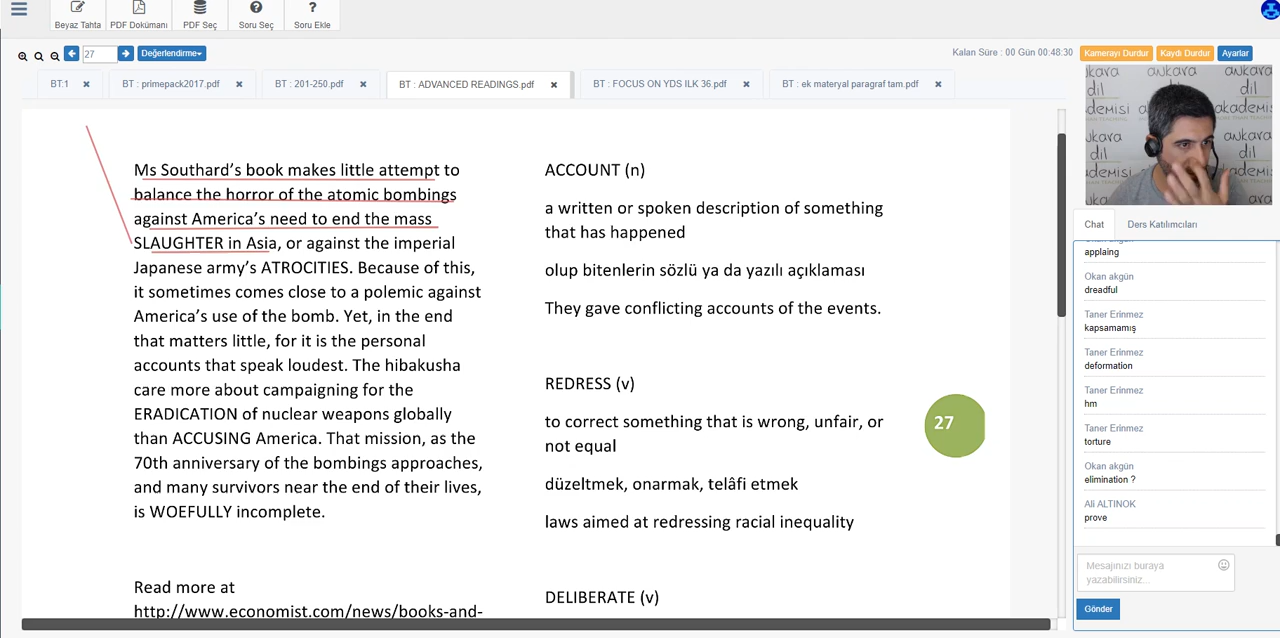 Beyaz Tahta
PDF Dokümanı
PDF Seç
Soru Seç
Soru Ekle
27
Değerlendirme
Kalan Süre : 00 Gün 00:48:30
Kamerayı Durdur
Kaydı Durdur
Ayarlar
BT:1
BT : primepack2017.pdf
BT : 201-250.pdf
BT : ADVANCED READINGS.pdf
BT : FOCUS ON YDS ILK 36.pdf
BT : ek materyal paragraf tam.pdf
Ms Southard's book makes little attempt to
balance the horror of the atomic bombings
against America's need to end the mass
SLAUGHTER in Asia, or against the imperial
Japanese army's ATROCITIES. Because of this,
it sometimes comes close to a polemic against
America's use of the bomb. Yet, in the end
that matters little, for it is the personal
accounts that speak loudest. The hibakusha
care more about campaigning for the
ERADICATION of nuclear weapons globally
than ACCUSING America. That mission, as the
70th anniversary of the bombings approaches,
and many survivors near the end of their lives,
is WOEFULLY incomplete.
Read more at
http://www.economist.com/news/books-and-
ACCOUNT (n)
a written or spoken description of something
that has happened
olup bitenlerin sözlü ya da yazılı açıklaması
They gave conflicting accounts of the events.
REDRESS (v)
to correct something that is wrong, unfair, or
not equal
düzeltmek, onarmak, telâfi etmek
laws aimed at redressing racial inequality
DELIBERATE (v)
27
ankara
dil
akademisi
Chat
Ders Katılımcıları
Okan akgün
applaing
Okan akgün
dreadful
Taner Erinmez
kapsamamış
Taner Erinmez
deformation
Taner Erinmez
hm
Taner Erinmez
torture
Okan akgün
elimination ?
Ali ALTINOK
prove
Mesajınızı buraya
yazabilirsiniz...
Gönder